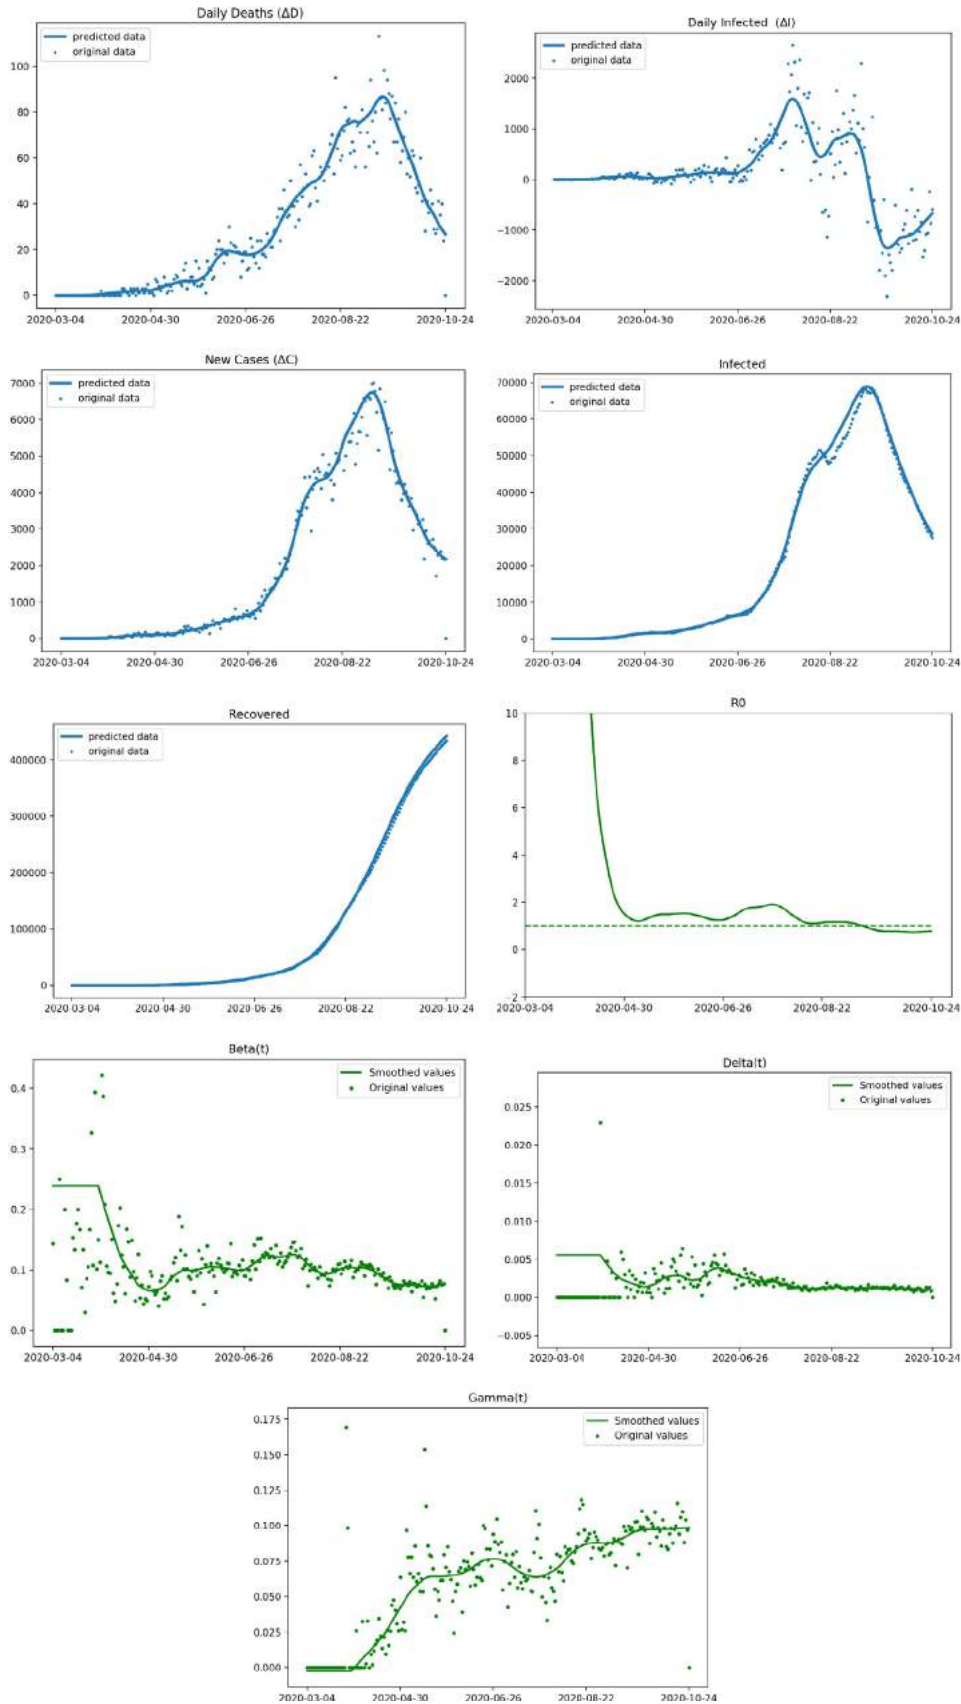 Daily Deaths (ΔD)
predicted data
original data
100
80
60
40
20
0
2020-03-04 2020-04-30 2020-06-26 2020-08-22 2020-10-24
Daily Infected (ΔI)
predicted data
original data
2000
1000
0
−1000
−2000
2020-03-04 2020-04-30 2020-06-26 2020-08-22 2020-10-24
New Cases (ΔC)
predicted data
original data
7000
6000
5000
4000
3000
2000
1000
0
2020-03-04 2020-04-30 2020-06-26 2020-08-22 2020-10-24
Infected
predicted data
original data
70000
60000
50000
40000
30000
20000
10000
0
2020-03-04 2020-04-30 2020-06-26 2020-08-22 2020-10-24
Recovered
predicted data
original data
400000
300000
200000
100000
0
2020-03-04 2020-04-30 2020-06-26 2020-08-22 2020-10-24
R0
10
8
6
4
2
0
−2
2020-03-04 2020-04-30 2020-06-26 2020-08-22 2020-10-24
Beta(t)
Smoothed values
Original values
0.4
0.3
0.2
0.1
0.0
2020-03-04 2020-04-30 2020-06-26 2020-08-22 2020-10-24
Delta(t)
Smoothed values
Original values
0.025
0.020
0.015
0.010
0.005
0.000
−0.005
2020-03-04 2020-04-30 2020-06-26 2020-08-22 2020-10-24
Gamma(t)
Smoothed values
Original values
0.175
0.150
0.125
0.100
0.075
0.050
0.025
0.000
2020-03-04 2020-04-30 2020-06-26 2020-08-22 2020-10-24